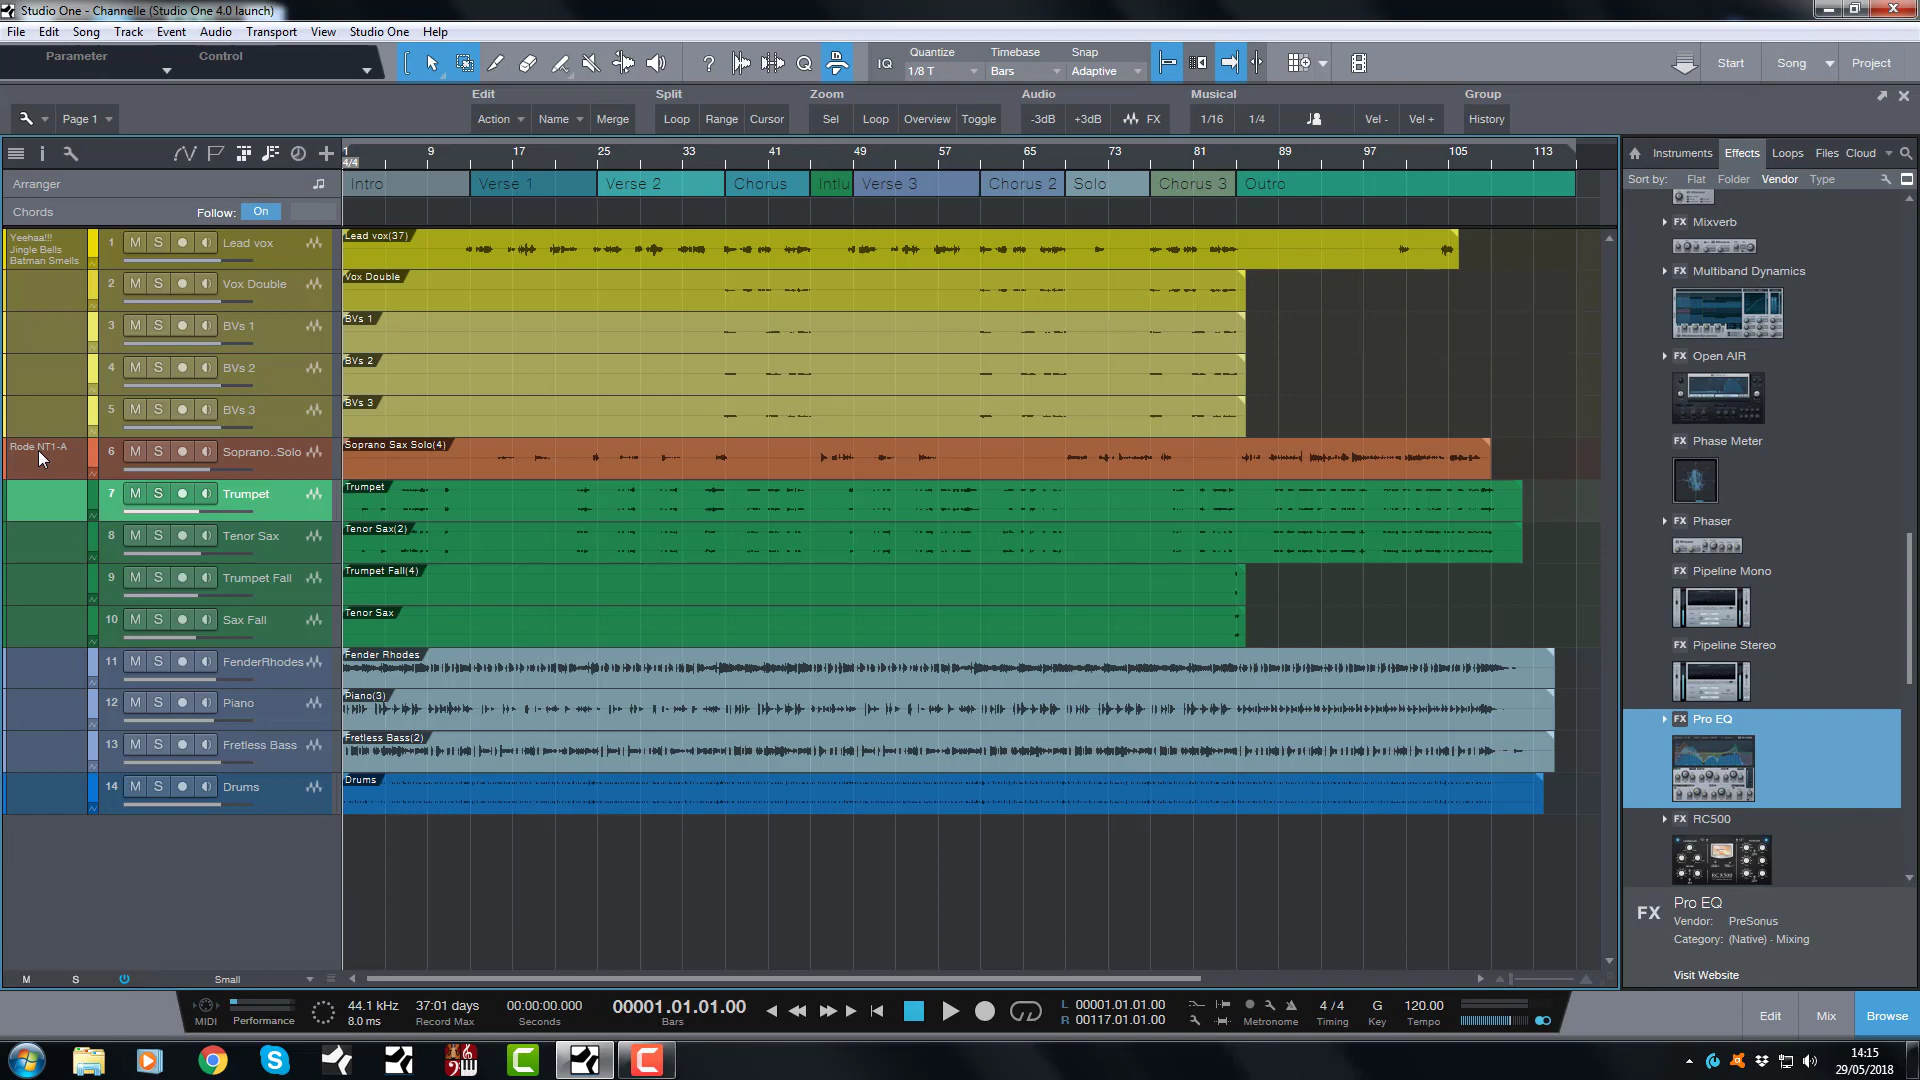 Studio One - Channelle (Studio One 4.0 launch)
File Edit Song Track Event Audio Transport View Studio One Help
Parameter Control
IQ Quantize 1/8 T Timebase Bars Snap Adaptive
Start Song Project
Page 1
Edit Split Zoom Audio Musical Group
Action Name Merge Loop Range Cursor Sel Loop Overview Toggle -3dB +3dB FX 1/16 1/4 Vel - Vel + History
1 9 17 25 33 41 49 57 65 73 81 89 97 105 113
4/4
Arranger
Intro Verse 1 Verse 2 Chorus Intlu Verse 3 Chorus 2 Solo Chorus 3 Outro
Chords Follow: On
Yeehaa!!!
Jingle Bells
Batman Smells
1 M S Lead vox Lead vox(37)
2 M S Vox Double Vox Double
3 M S BVs 1 BVs 1
4 M S BVs 2 BVs 2
5 M S BVs 3 BVs 3
Rode NT1-A
6 M S Soprano..Solo Soprano Sax Solo(4)
7 M S Trumpet Trumpet
8 M S Tenor Sax Tenor Sax(2)
9 M S Trumpet Fall Trumpet Fall(4)
10 M S Sax Fall Tenor Sax
11 M S FenderRhodes Fender Rhodes
12 M S Piano Piano(3)
13 M S Fretless Bass Fretless Bass(2)
14 M S Drums Drums
Instruments Effects Loops Files Cloud
Sort by: Flat Folder Vendor Type
FX Mixverb
FX Multiband Dynamics
FX Open AIR
FX Phase Meter
FX Phaser
FX Pipeline Mono
FX Pipeline Stereo
FX Pro EQ
FX RC500
FX Pro EQ
Vendor: PreSonus
Category: (Native) - Mixing
Visit Website
M S Small
MIDI Performance
44.1 kHz
8.0 ms
37:01 days
Record Max
00:00:00.000
Seconds
00001.01.01.00
Bars
L 00001.01.01.00
R 00117.01.01.00
Metronome
4 / 4
Timing
G
Key
120.00
Tempo
Edit Mix Browse
14:15
29/05/2018